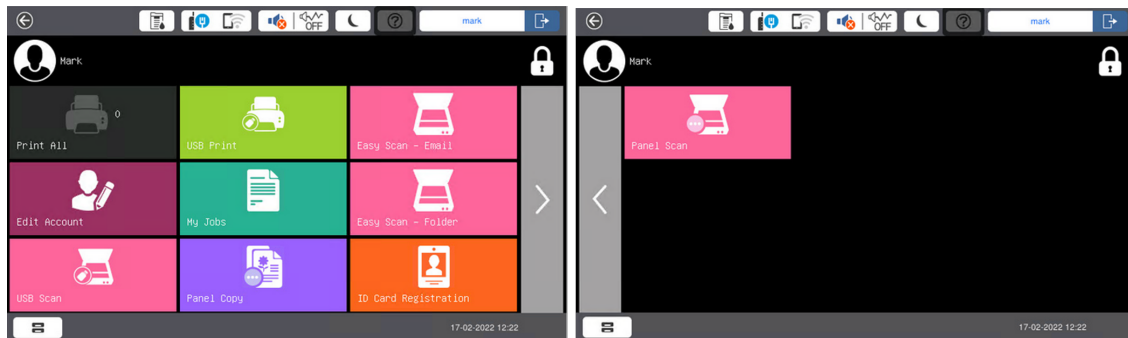 OFF
mark
Mark
0
Print All
USB Print
Easy Scan - Email
Edit Account
My Jobs
Easy Scan - Folder
USB Scan
Panel Copy
ID Card Registration
17-02-2022 12:22
OFF
mark
Mark
Panel Scan
17-02-2022 12:22